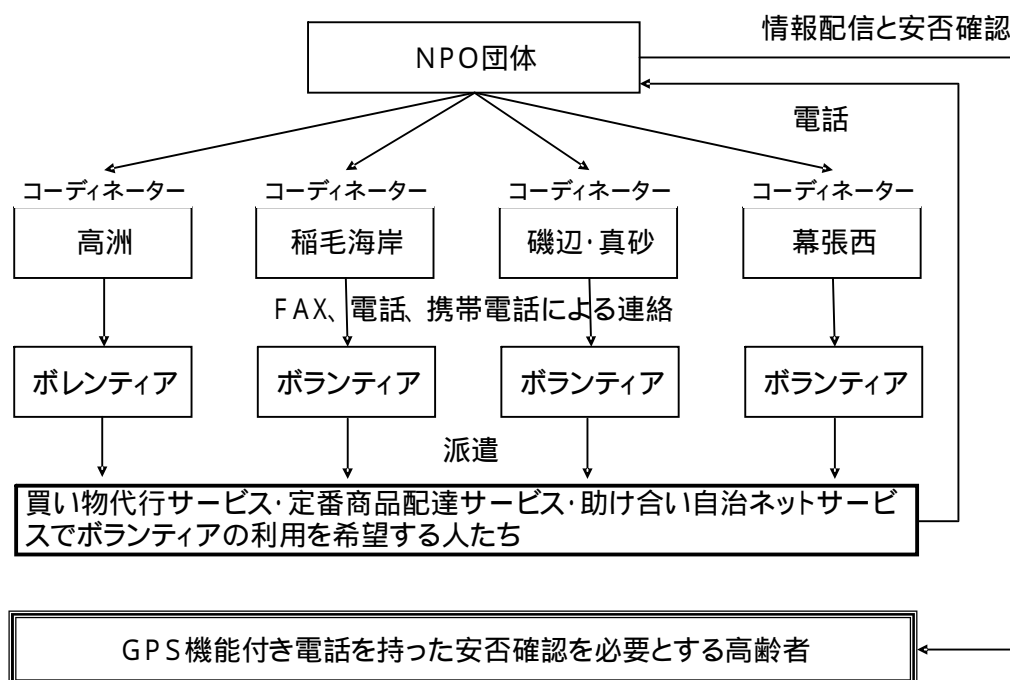 情報配信と安否確認
NPO団体
電話
コーディネーター
コーディネーター
コーディネーター
コーディネーター
高洲
稲毛海岸
磯辺・真砂
幕張西
FAX、電話、携帯電話による連絡
ボレンティア
ボランティア
ボランティア
ボランティア
派遣
買い物代行サービス・定番商品配達サービス・助け合い自治ネットサービ
スでボランティアの利用を希望する人たち
GPS機能付き電話を持った安否確認を必要とする高齢者